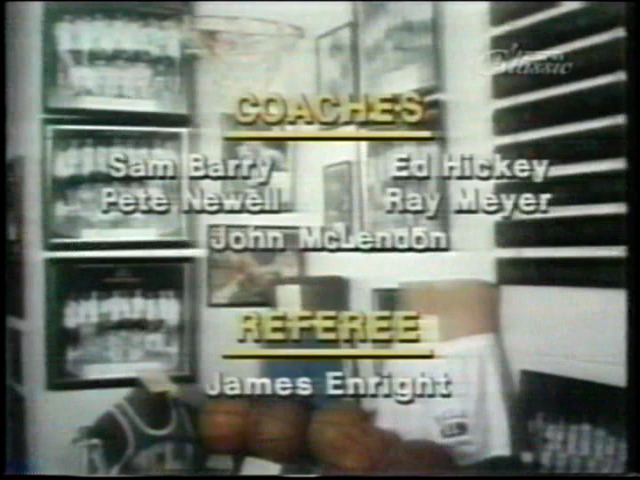 Classic
COACHES
Sam Barry Ed Hickey
Pete Newell Ray Meyer
John McLendon
REFEREE
James Enright